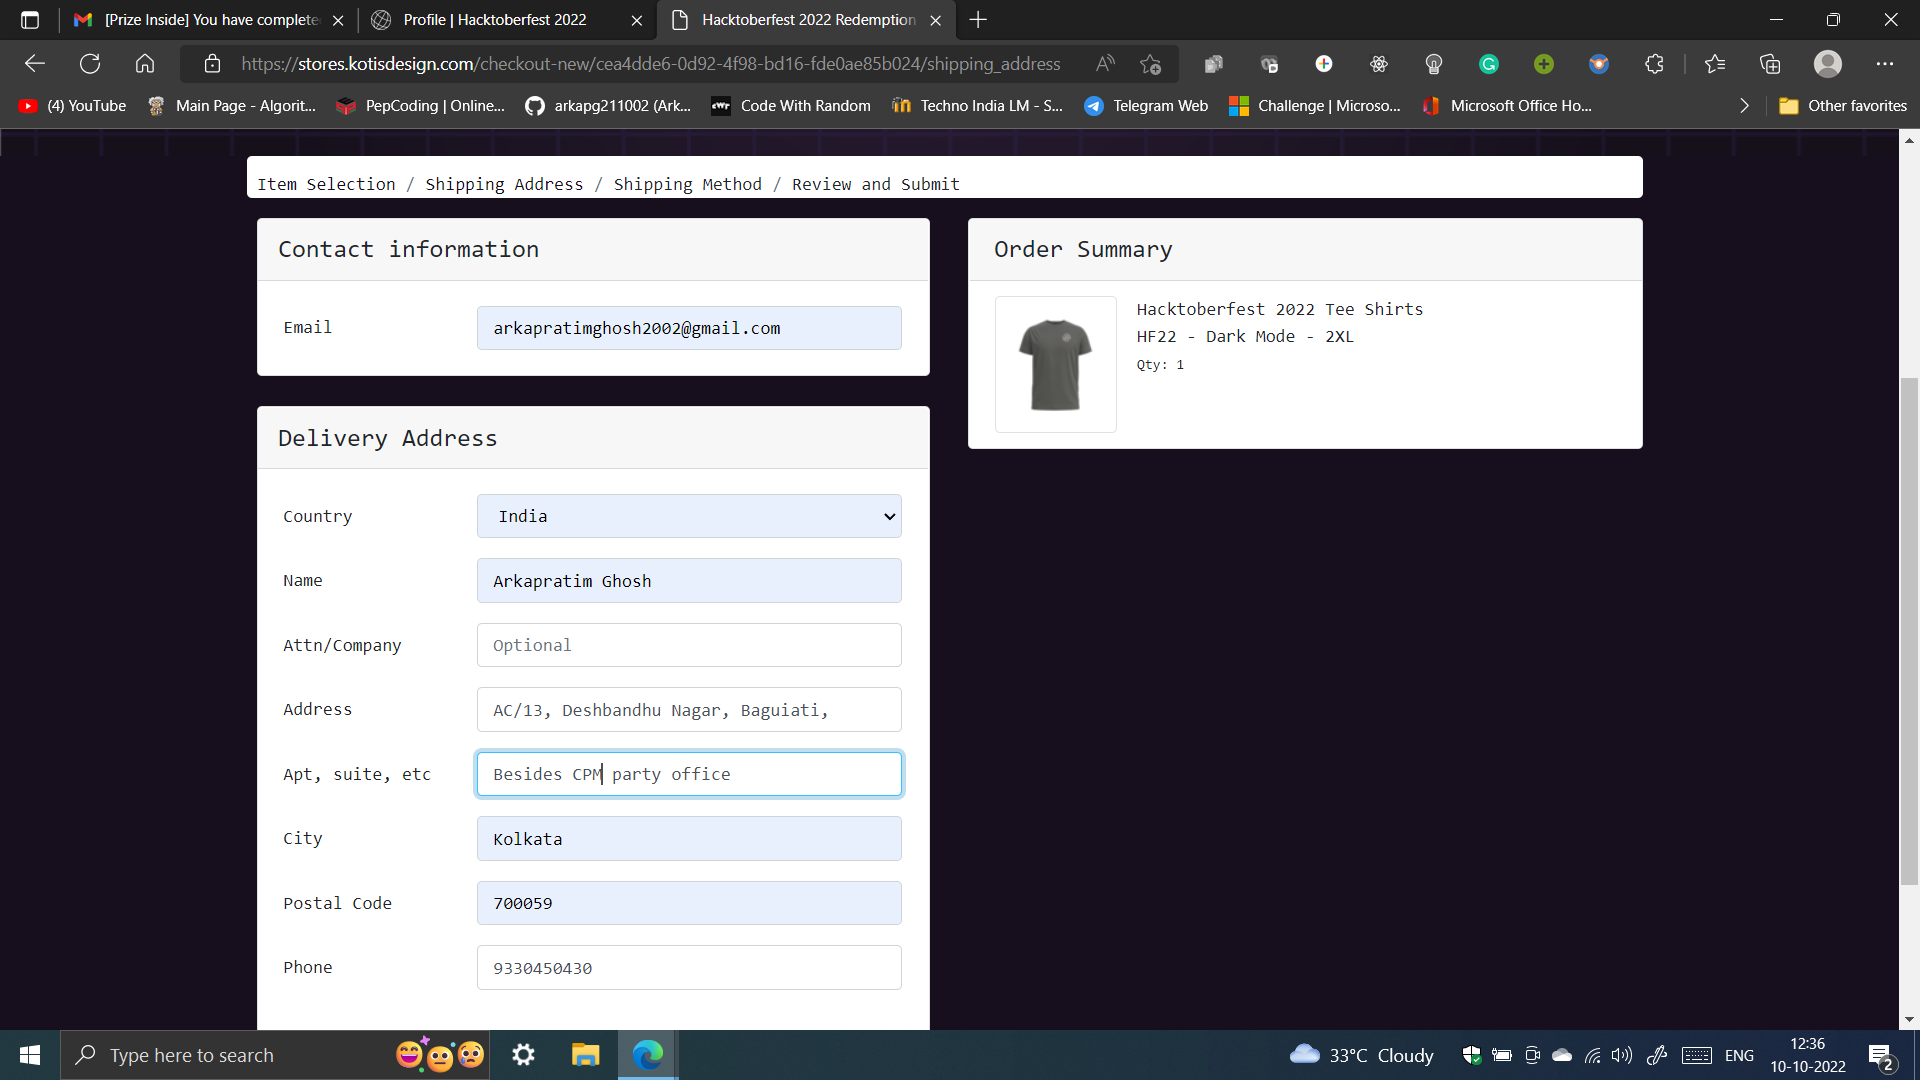 [Prize Inside] You have complete
Profile | Hacktoberfest 2022
Hacktoberfest 2022 Redemption
https://stores.kotisdesign.com/checkout-new/cea4dde6-0d92-4f98-bd16-fde0ae85b024/shipping_address
(4) YouTube
Main Page - Algorit...
PepCoding | Online...
arkapg211002 (Ark...
Code With Random
Techno India LM - S...
Telegram Web
Challenge | Microso...
Microsoft Office Ho...
Other favorites
Item Selection / Shipping Address / Shipping Method / Review and Submit
Contact information
Email
arkapratimghosh2002@gmail.com
Order Summary
Hacktoberfest 2022 Tee Shirts
HF22 - Dark Mode - 2XL
Qty: 1
Delivery Address
Country
India
Name
Arkapratim Ghosh
Attn/Company
Optional
Address
AC/13, Deshbandhu Nagar, Baguiati,
Apt, suite, etc
Besides CPM party office
City
Kolkata
Postal Code
700059
Phone
9330450430
Type here to search
33°C Cloudy
ENG
12:36
10-10-2022
2